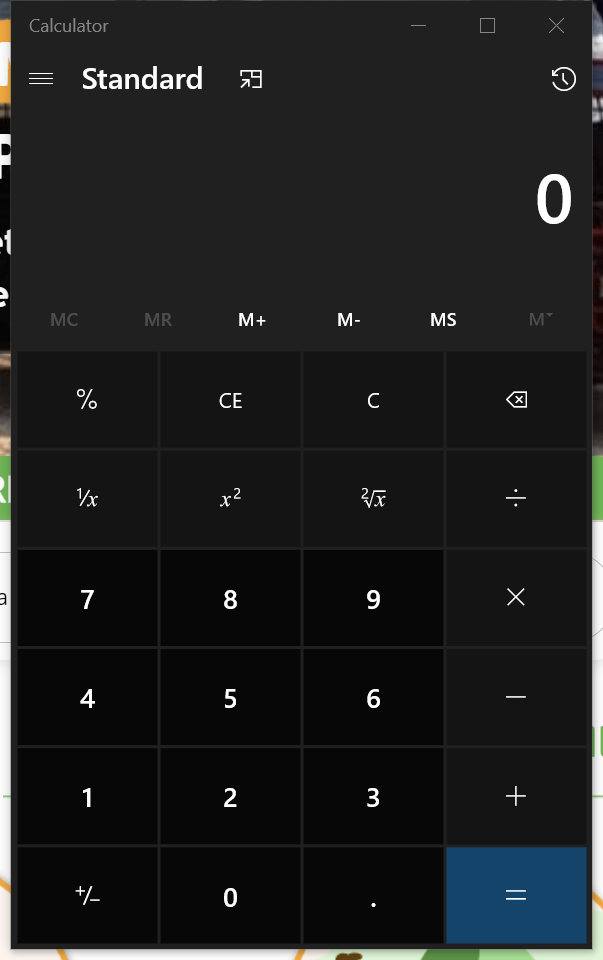 Calculator
Standard
0
MC MR M+ M- MS M
% CE C
¹/x x² ²√x ÷
7 8 9 ×
4 5 6 −
1 2 3 +
+/− 0 . =